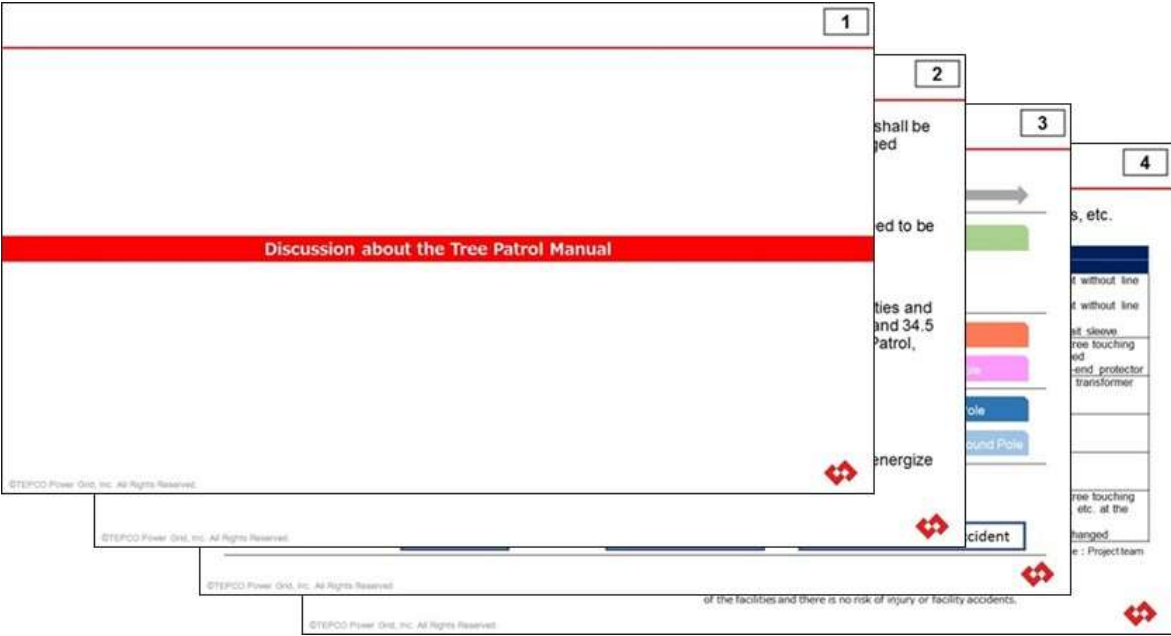 1
Discussion about the Tree Patrol Manual
©TEPCO Power Grid, Inc. All Rights Reserved.
2
shall be
ged
ed to be
ties and
and 34.5
Patrol,
energize
©TEPCO Power Grid, Inc. All Rights Reserved.
3
ole
ound Pole
cident
©TEPCO Power Grid, Inc. All Rights Reserved.
4
s, etc.
t without line
t without line
ait sleeve
ree touching
ed
-end protector
transformer
ree touching
etc. at the
hanged
e : Project team
of the facilities and there is no risk of injury or facility accidents.
©TEPCO Power Grid, Inc. All Rights Reserved.